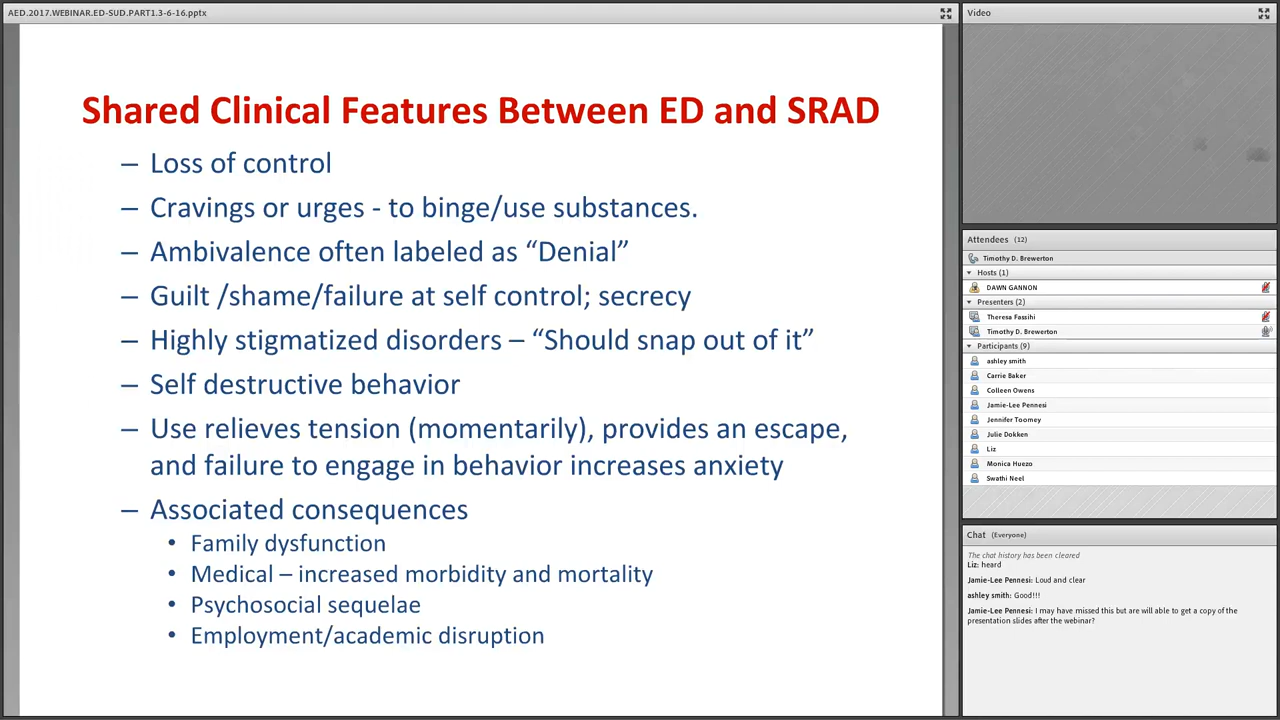 AED.2017.WEBINAR.ED-SUD.PART1.3-6-16.pptx
Shared Clinical Features Between ED and SRAD
– Loss of control
– Cravings or urges - to binge/use substances.
– Ambivalence often labeled as “Denial”
– Guilt /shame/failure at self control; secrecy
– Highly stigmatized disorders – “Should snap out of it”
– Self destructive behavior
– Use relieves tension (momentarily), provides an escape,
and failure to engage in behavior increases anxiety
– Associated consequences
• Family dysfunction
• Medical – increased morbidity and mortality
• Psychosocial sequelae
• Employment/academic disruption
Video
Attendees (12)
Timothy D. Brewerton
Hosts (1)
DAWN GANNON
Presenters (2)
Theresa Fassihi
Timothy D. Brewerton
Participants (9)
ashley smith
Carrie Baker
Colleen Owens
Jamie-Lee Pennesi
Jennifer Toomey
Julie Dokken
Liz
Monica Huezo
Swathi Neel
Chat (Everyone)
The chat history has been cleared
Liz: heard
Jamie-Lee Pennesi: Loud and clear
ashley smith: Good!!!
Jamie-Lee Pennesi: I may have missed this but are will able to get a copy of the
presentation slides after the webinar?